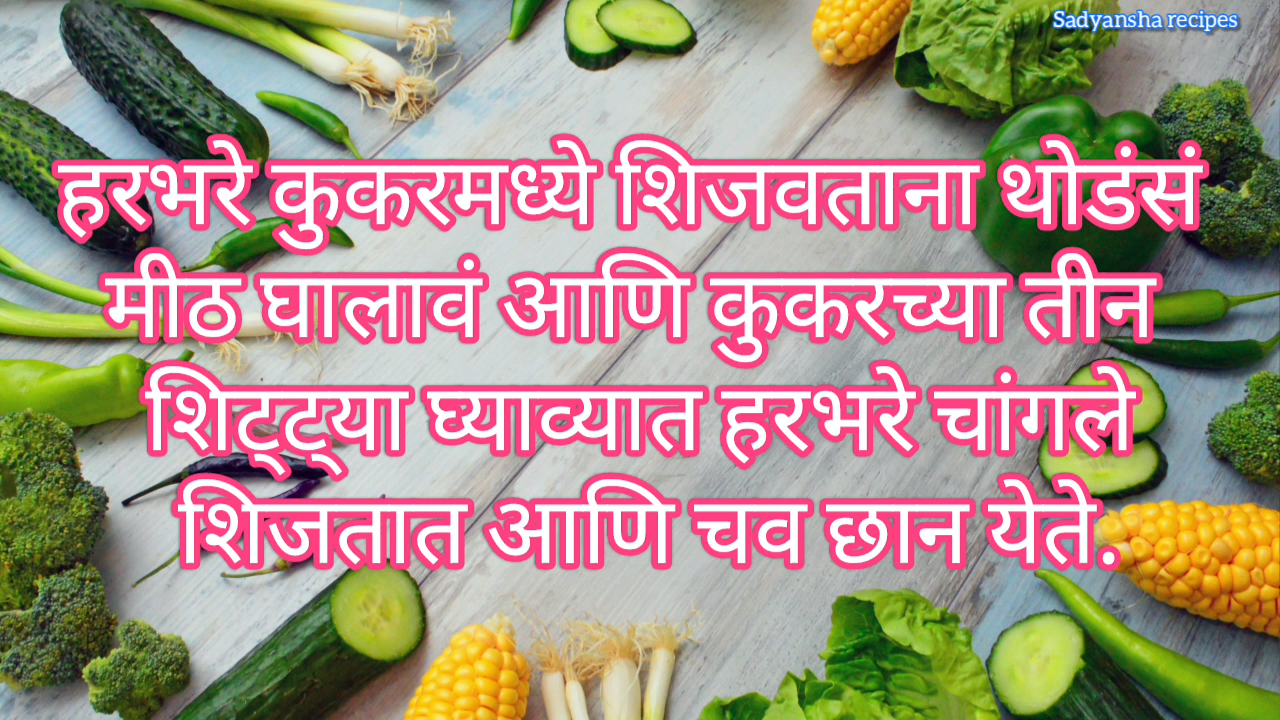 Sadyansha recipes
हरभरे कुकरमध्ये शिजवताना थोडंसं
मीठ घालावं आणि कुकरच्या तीन
शिट्ट्या घ्याव्यात हरभरे चांगले
शिजतात आणि चव छान येते.